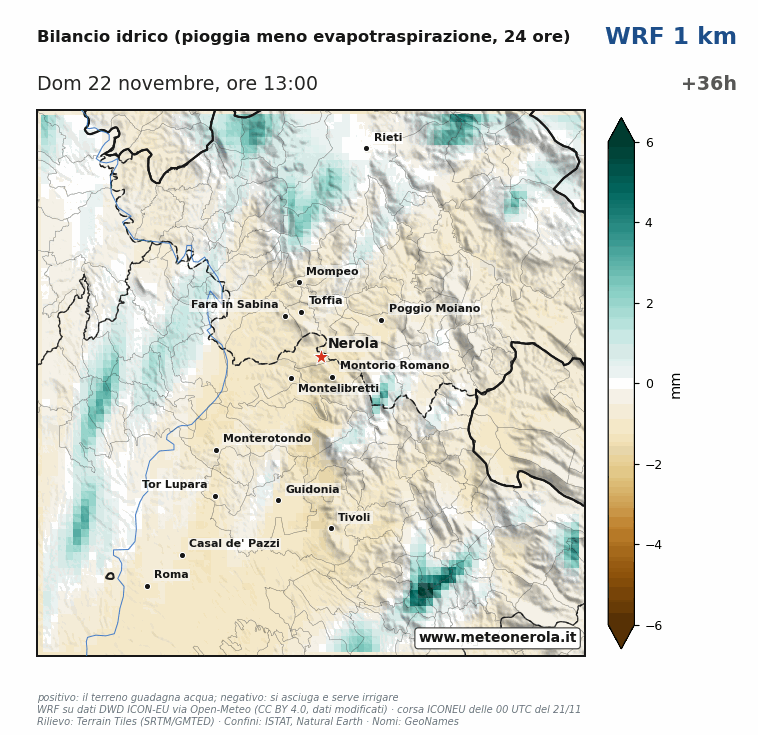 Bilancio idrico (pioggia meno evapotraspirazione, 24 ore)
WRF 1 km
Dom 22 novembre, ore 13:00
+36h
Rieti
Mompeo
Fara in Sabina
Toffia
Poggio Moiano
Nerola
Montorio Romano
Montelibretti
Monterotondo
Tor Lupara
Guidonia
Tivoli
Casal de' Pazzi
Roma
www.meteonerola.it
6
4
2
0
−2
−4
−6
mm
positivo: il terreno guadagna acqua; negativo: si asciuga e serve irrigare
WRF su dati DWD ICON-EU via Open-Meteo (CC BY 4.0, dati modificati) · corsa ICONEU delle 00 UTC del 21/11
Rilievo: Terrain Tiles (SRTM/GMTED) · Confini: ISTAT, Natural Earth · Nomi: GeoNames